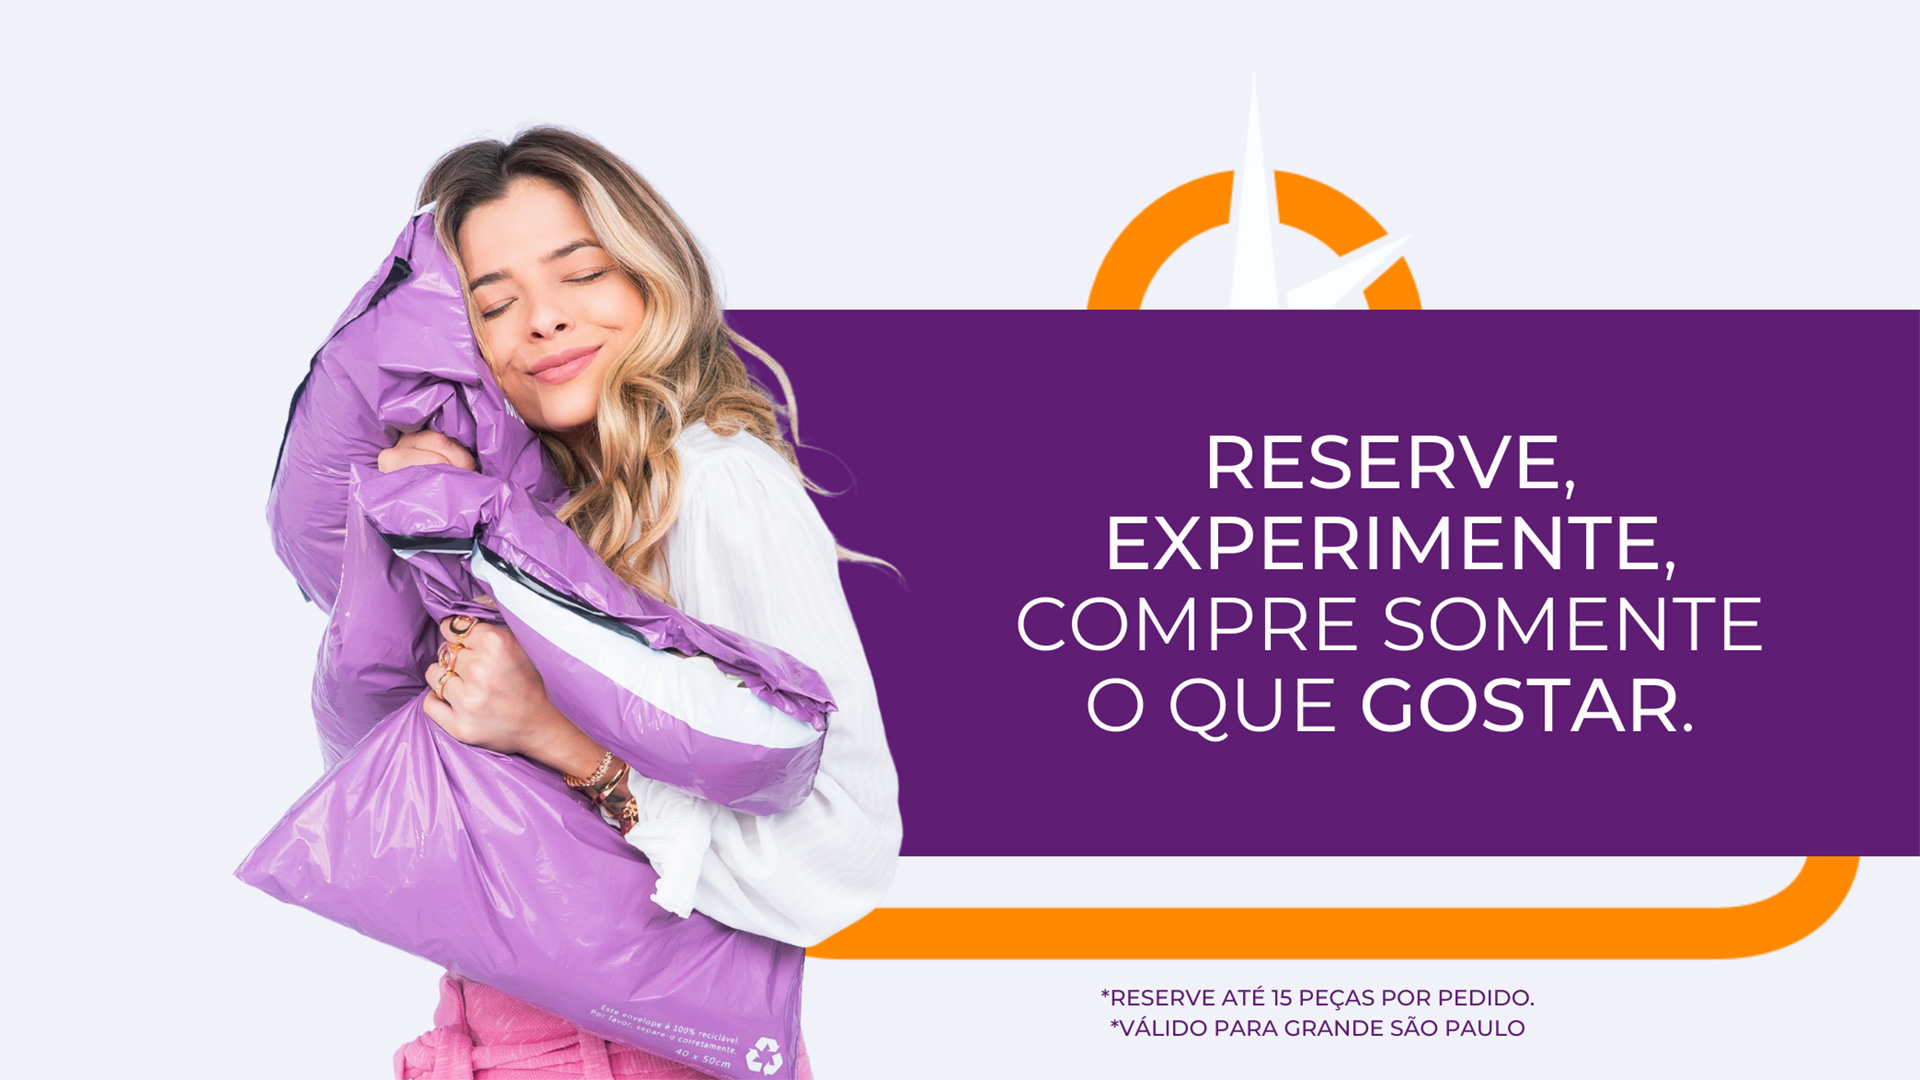 RESERVE,
EXPERIMENTE,
COMPRE SOMENTE
O QUE GOSTAR.
*RESERVE ATÉ 15 PEÇAS POR PEDIDO.
*VÁLIDO PARA GRANDE SÃO PAULO
Este envelope é 100% reciclável.
Por favor, separe-o corretamente.
40 x 50cm